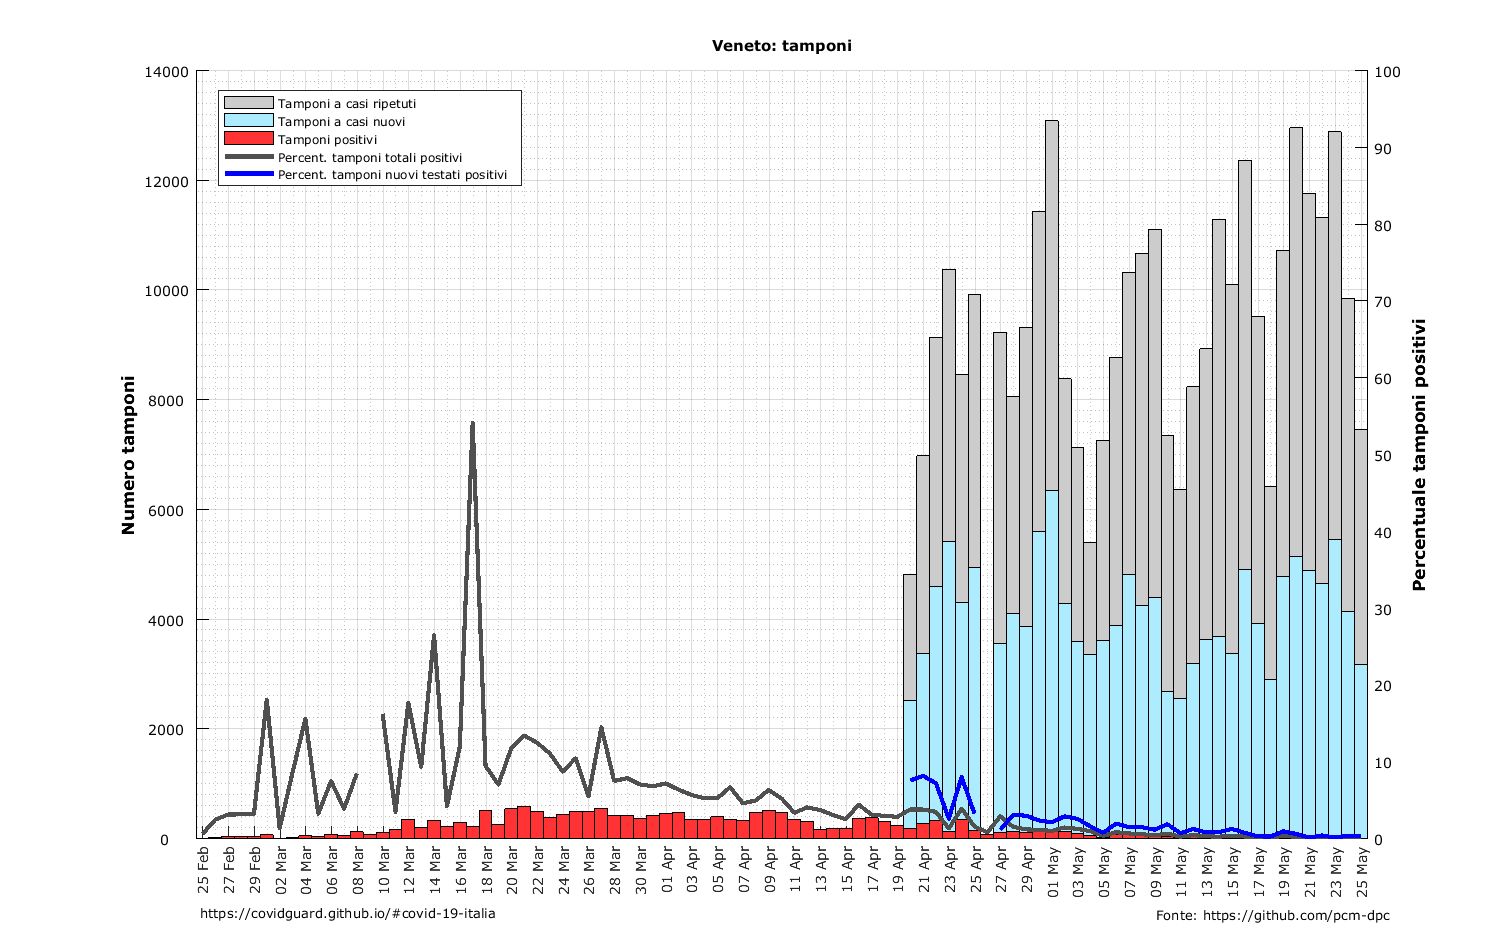 Veneto: tamponi
14000
12000
10000
8000
6000
4000
2000
0
Numero tamponi
Tamponi a casi ripetuti
Tamponi a casi nuovi
Tamponi positivi
Percent. tamponi totali positivi
Percent. tamponi nuovi testati positivi
100
90
80
70
60
50
40
30
20
10
0
Percentuale tamponi positivi
25 Feb
27 Feb
29 Feb
02 Mar
04 Mar
06 Mar
08 Mar
10 Mar
12 Mar
14 Mar
16 Mar
18 Mar
20 Mar
22 Mar
24 Mar
26 Mar
28 Mar
30 Mar
01 Apr
03 Apr
05 Apr
07 Apr
09 Apr
11 Apr
13 Apr
15 Apr
17 Apr
19 Apr
21 Apr
23 Apr
25 Apr
27 Apr
29 Apr
01 May
03 May
05 May
07 May
09 May
11 May
13 May
15 May
17 May
19 May
21 May
23 May
25 May
https://covidguard.github.io/#covid-19-italia
Fonte: https://github.com/pcm-dpc